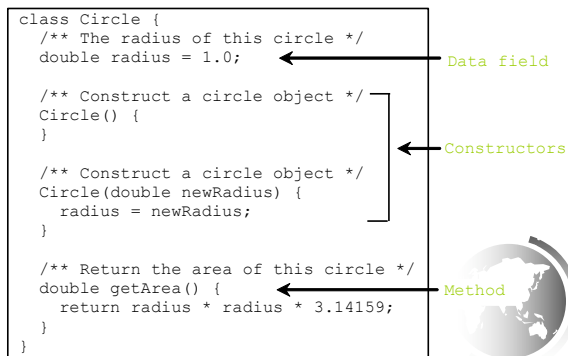 class Circle {
/** The radius of this circle */
double radius = 1.0;
Data field
/** Construct a circle object */
Circle() {
}
Constructors
/** Construct a circle object */
Circle(double newRadius) {
radius = newRadius;
}
/** Return the area of this circle */
double getArea() {
Method
return radius * radius * 3.14159;
}
}